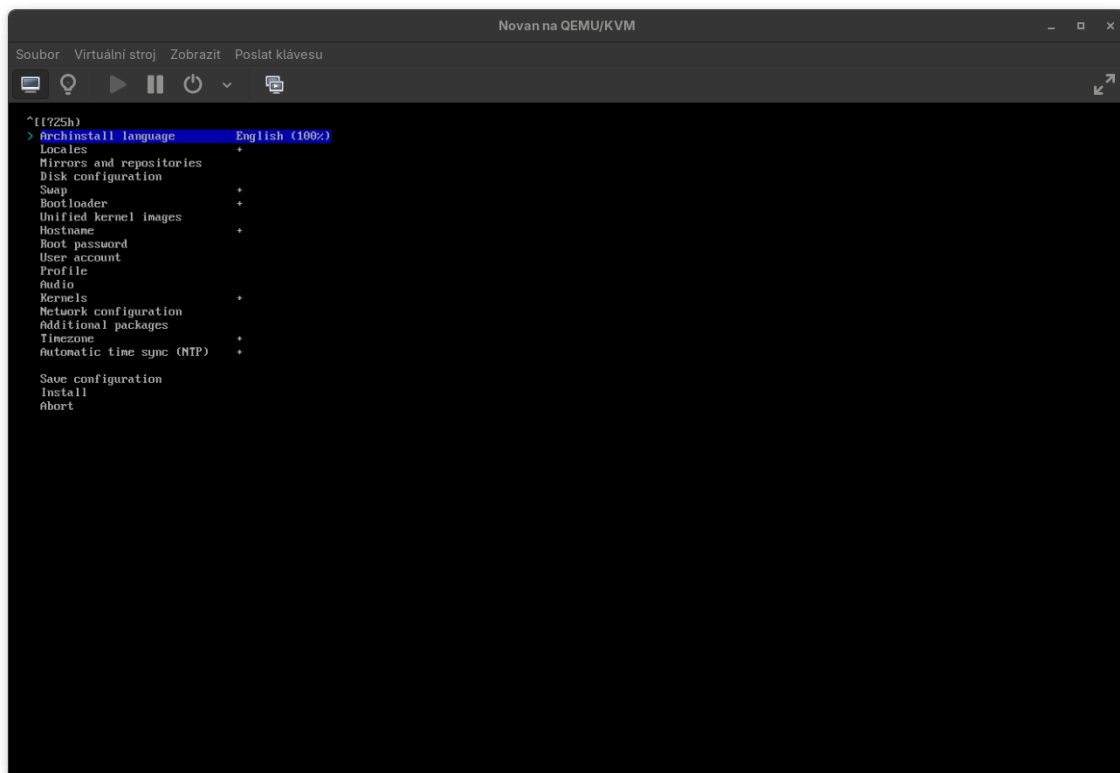 Novan na QEMU/KVM
Soubor Virtuální stroj Zobrazit Poslat klávesu
^[[?25h)
> Archinstall language English (100%)
Locales +
Mirrors and repositories
Disk configuration
Swap +
Bootloader +
Unified kernel images
Hostname +
Root password
User account
Profile
Audio
Kernels +
Network configuration
Additional packages
Timezone +
Automatic time sync (NTP) +
Save configuration
Install
Abort